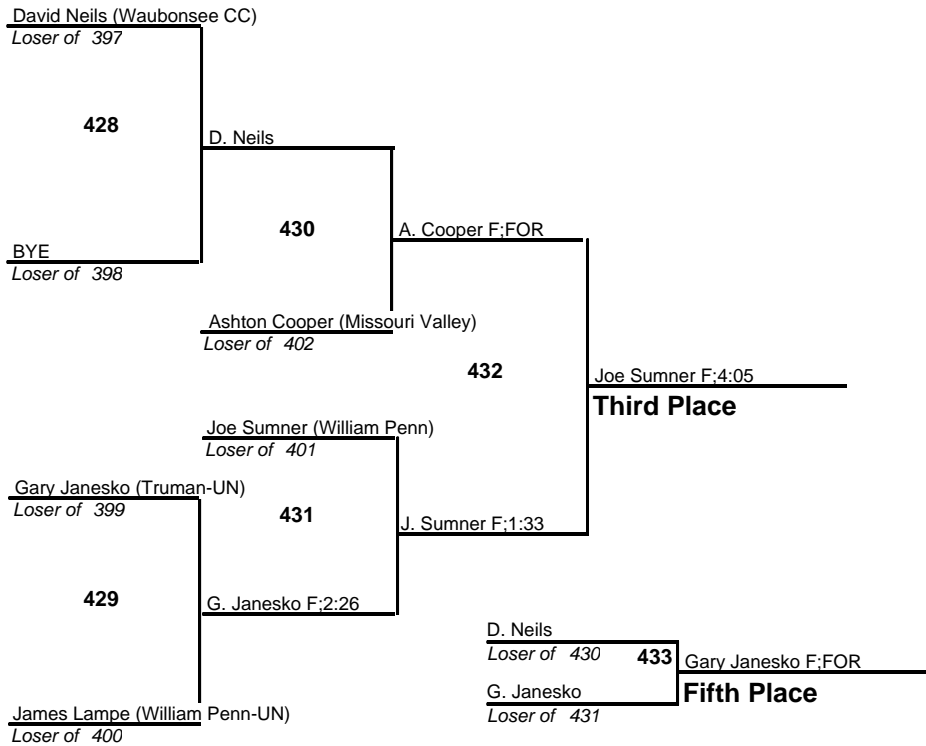 David Neils (Waubonsee CC)
Loser of 397
428
D. Neils
430
A. Cooper F;FOR
BYE
Loser of 398
Ashton Cooper (Missouri Valley)
Loser of 402
432
Joe Sumner F;4:05
Third Place
Joe Sumner (William Penn)
Loser of 401
Gary Janesko (Truman-UN)
Loser of 399
431
J. Sumner F;1:33
429
G. Janesko F;2:26
D. Neils
Loser of 430
433
Gary Janesko F;FOR
Fifth Place
G. Janesko
Loser of 431
James Lampe (William Penn-UN)
Loser of 400